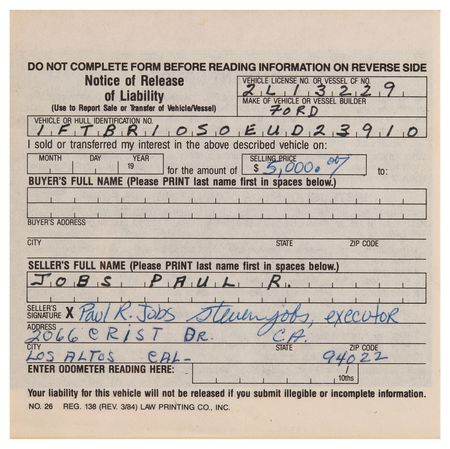 DO NOT COMPLETE FORM BEFORE READING INFORMATION ON REVERSE SIDE
Notice of Release
of Liability
(Use to Report Sale or Transfer of Vehicle/Vessel)
VEHICLE LICENSE NO. OR VESSEL CF NO.
2L13229
MAKE OF VEHICLE OR VESSEL BUILDER
FORD
VEHICLE OR HULL IDENTIFICATION NO.
1FTBR10S0EUD23910
I sold or transferred my interest in the above described vehicle on:
MONTH DAY YEAR
19
for the amount of
SELLING PRICE
$ 5,000.00
to:
BUYER'S FULL NAME (Please PRINT last name first in spaces below.)
BUYER'S ADDRESS
CITY STATE ZIP CODE
SELLER'S FULL NAME (Please PRINT last name first in spaces below.)
JOBS PAUL R.
SELLER'S SIGNATURE X Paul R. Jobs steven jobs, executor
ADDRESS
2066 CRIST DR. CA.
CITY STATE ZIP CODE
LOS ALTOS CAL- 94022
ENTER ODOMETER READING HERE:
10ths
Your liability for this vehicle will not be released if you submit illegible or incomplete information.
NO. 26 REG. 138 (REV. 3/84) LAW PRINTING CO., INC.